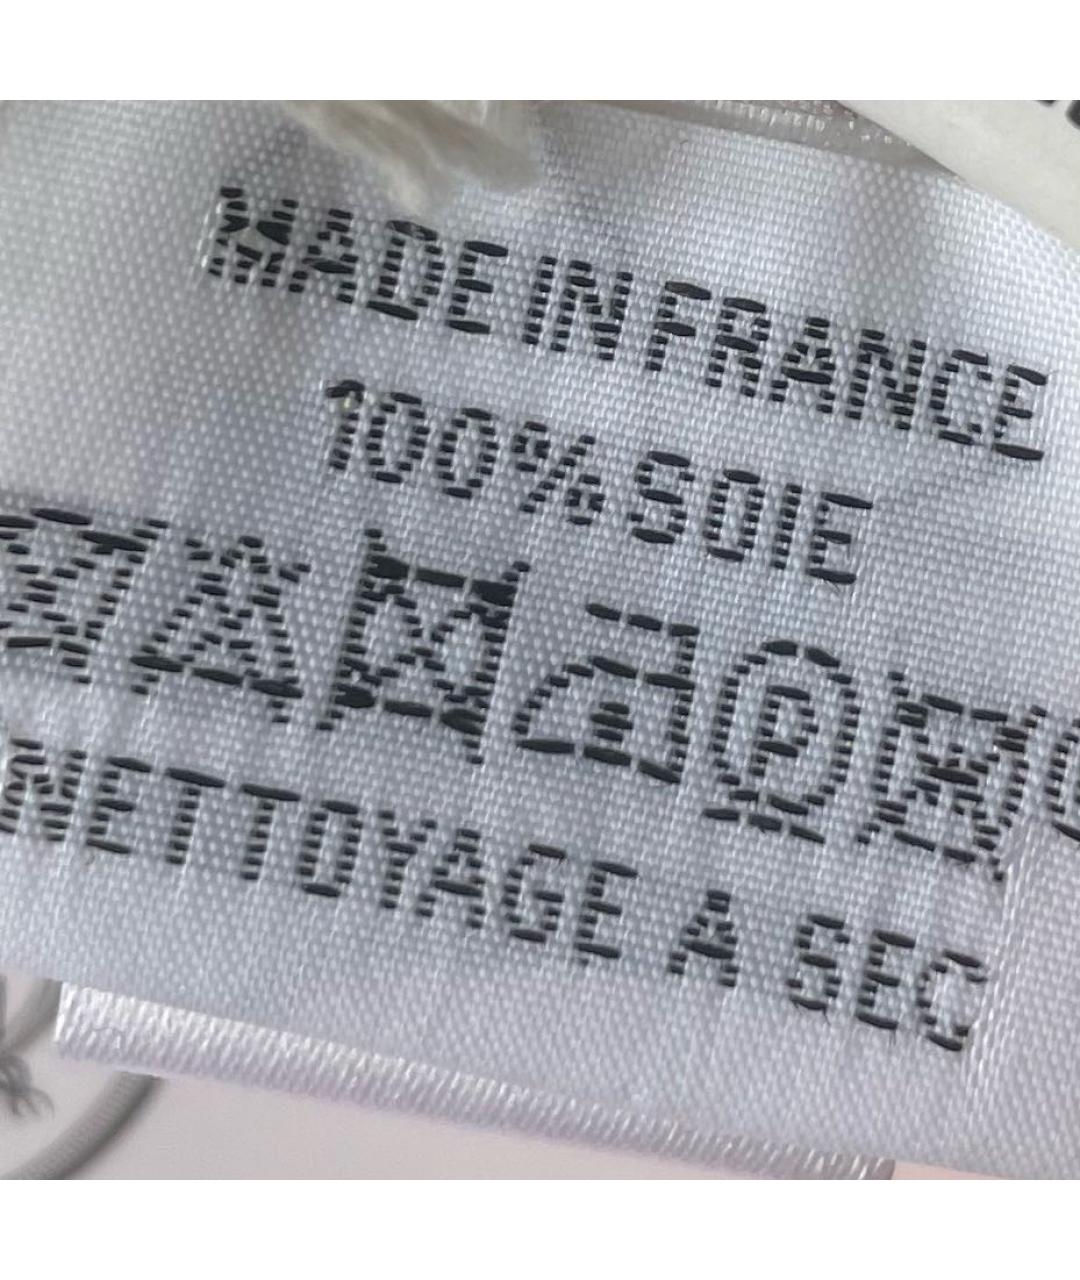 MADE IN FRANCE
100% SOIE
P
NETTOYAGE A SEC